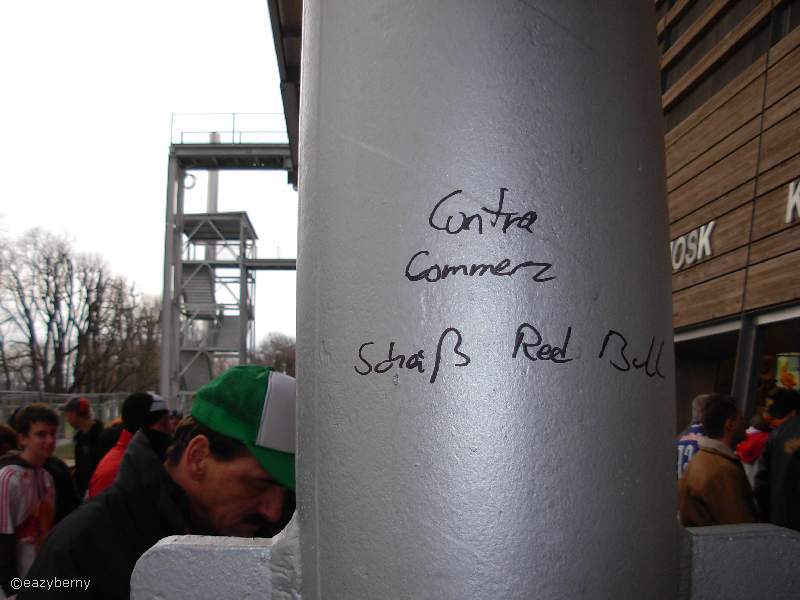 Contra
Commerz
Schaß Red Bull
KIOSK
K
©eazyberny